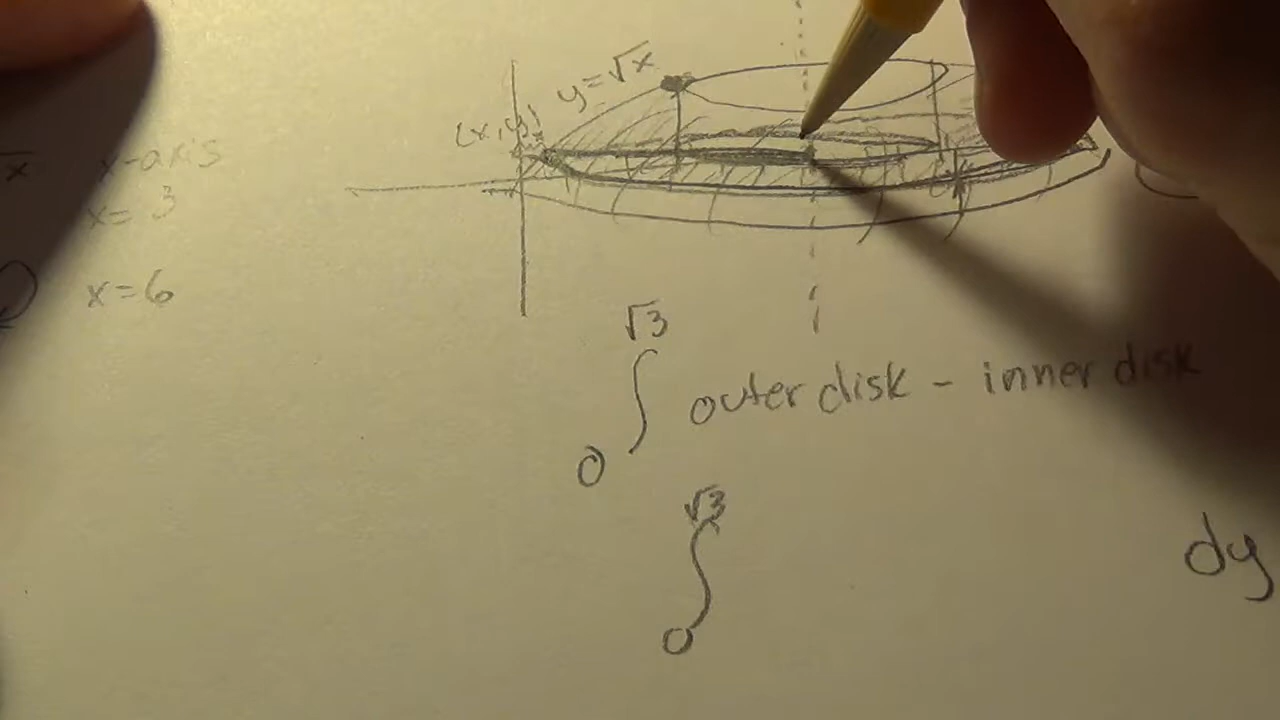 y=√x
(x,y)
√x x-axis
x=3
x=6
√3
∫ outer disk - inner disk
0
√3
∫ dy
0